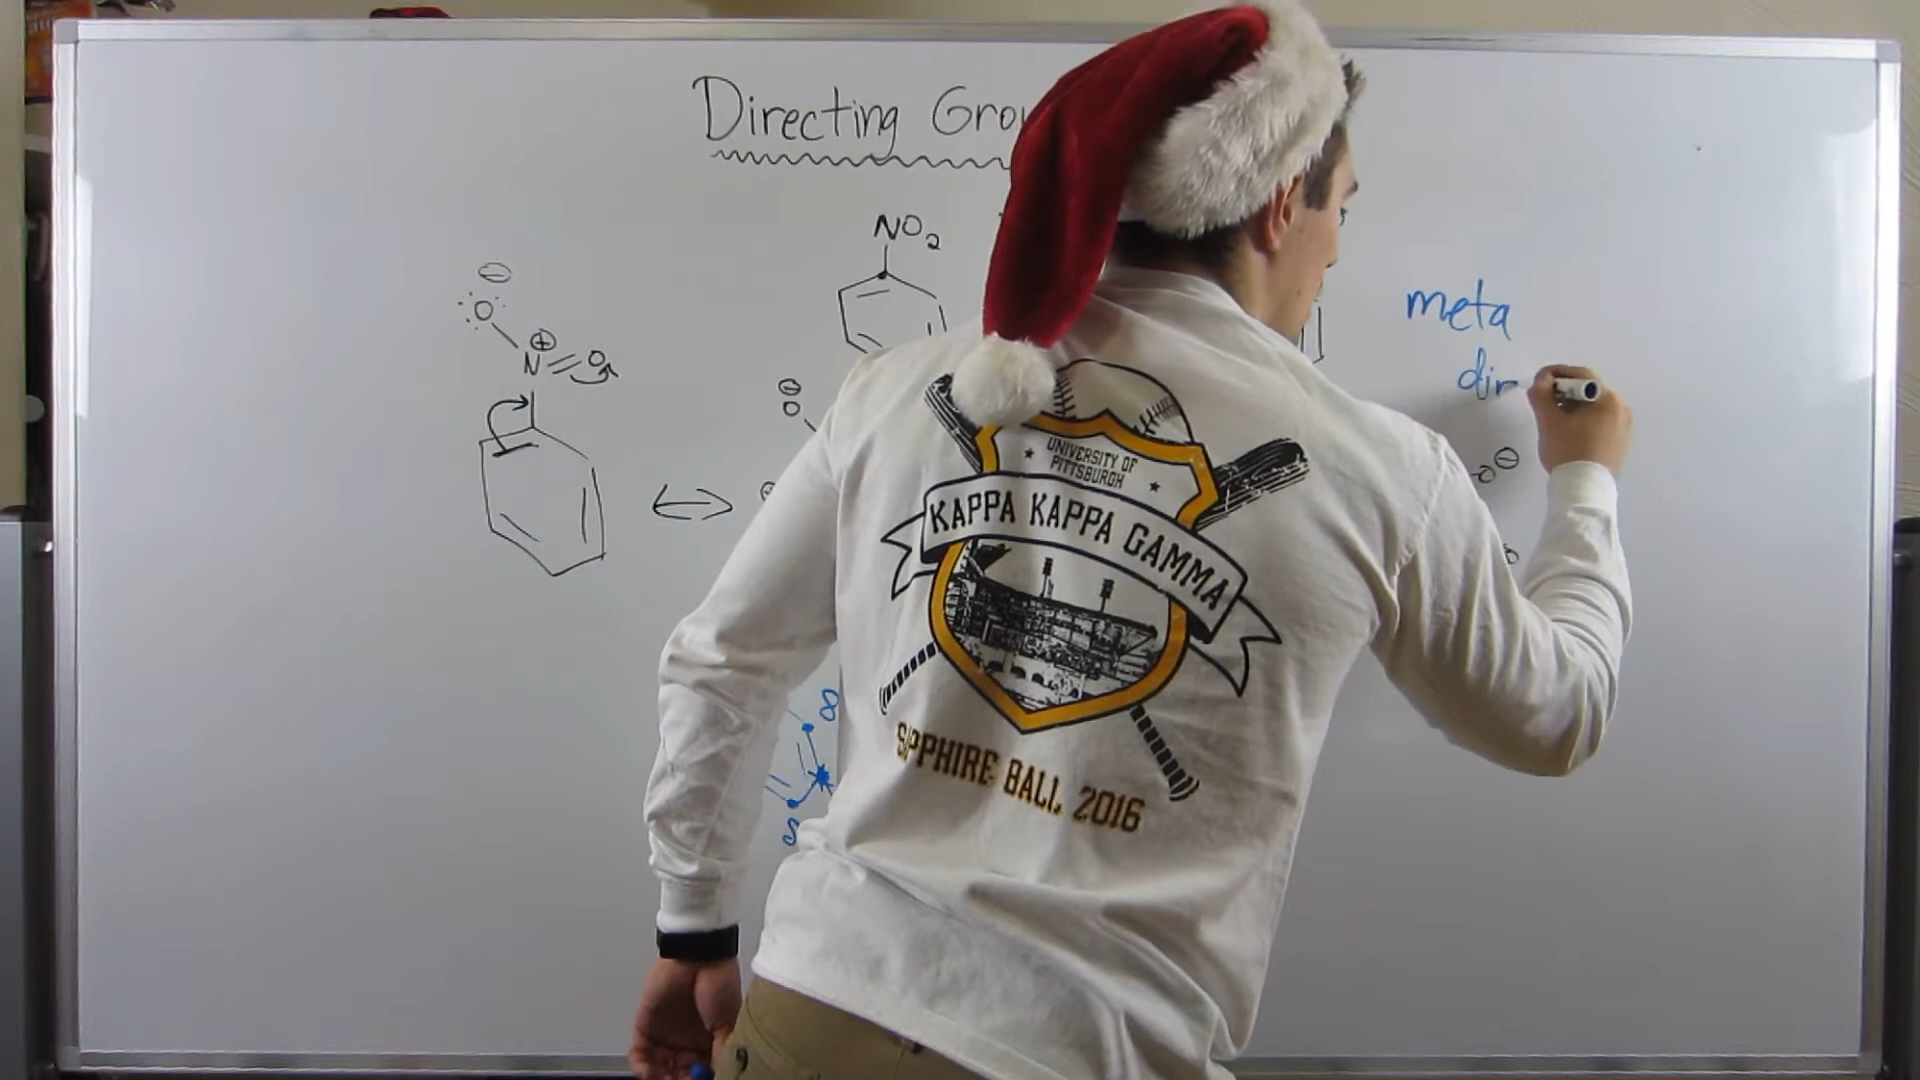 Directing Gro
NO2
meta
dir
⊖
O
⊕
N
O
⊖
O
O ⊖
UNIVERSITY OF
PITTSBURGH
KAPPA KAPPA GAMMA
SAPPHIRE BALL 2016